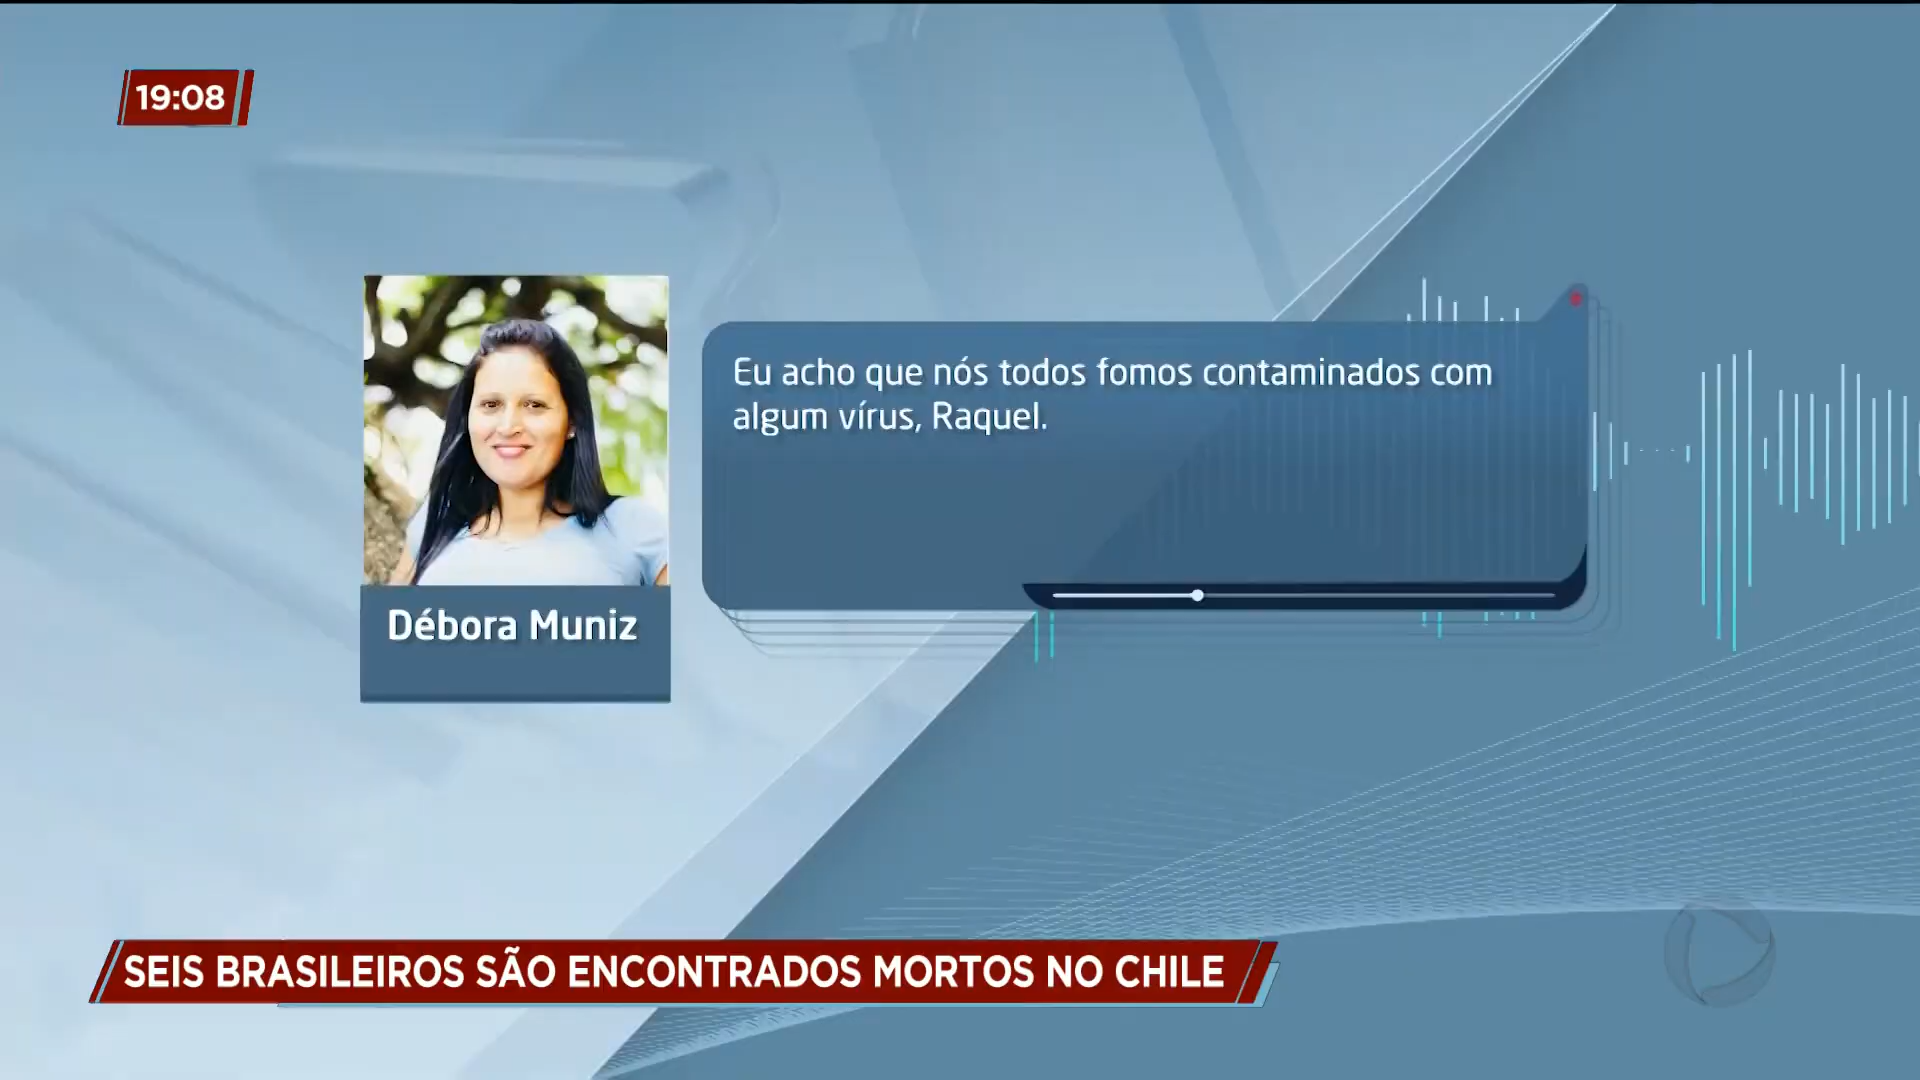 19:08
Eu acho que nós todos fomos contaminados com
algum vírus, Raquel.
Débora Muniz
SEIS BRASILEIROS SÃO ENCONTRADOS MORTOS NO CHILE